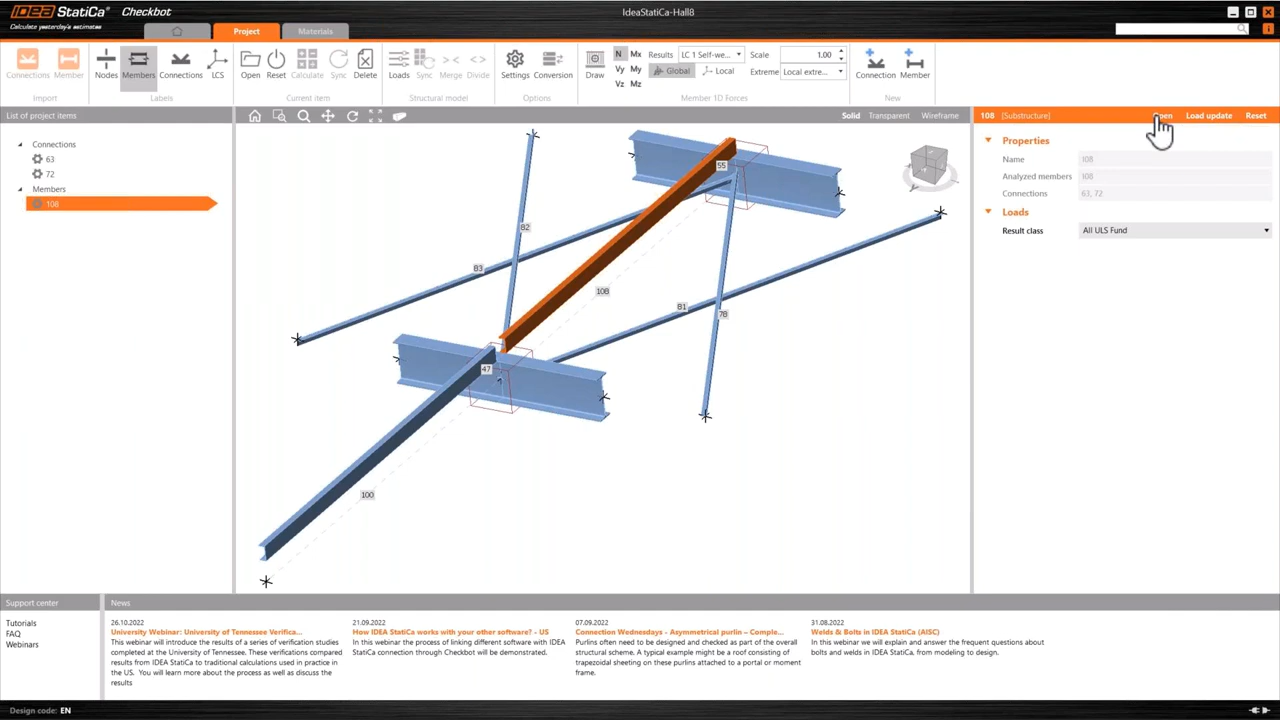 IDEA StatiCa® Checkbot
Calculate yesterday's estimates
IdeaStatiCa-Hall8
Project Materials
Connections Member Nodes Members Connections LCS Open Reset Calculate Sync Delete Loads Sync Merge Divide Settings Conversion Draw
N Mx
Vy My
Vz Mz
Results LC 1 Self-we... Scale 1.00
Global Local Extreme Local extre...
Connection Member
Import Labels Current item Structural model Options Member 1D Forces New
List of project items
Solid Transparent Wireframe
108 [Substructure] Load update Reset
Connections
63
72
Members
108
Properties
Name 108
Analyzed members 108
Connections 63, 72
Loads
Result class All ULS Fund
55
82
83
108
81
78
47
100
Support center
Tutorials
FAQ
Webinars
News
26.10.2022
University Webinar: University of Tennessee Verifica...
This webinar will introduce the results of a series of verification studies
completed at the University of Tennessee. These verifications compared
results from IDEA StatiCa to traditional calculations used in practice in
the US. You will learn more about the process as well as discuss the
results
21.09.2022
How IDEA StatiCa works with your other software? - US
In this webinar the process of linking different software with IDEA
StatiCa connection through Checkbot will be demonstrated.
07.09.2022
Connection Wednesdays - Asymmetrical purlin – Comple...
Purlins often need to be designed and checked as part of the overall
structural scheme. A typical example might be a roof consisting of
trapezoidal sheeting on these purlins attached to a portal or moment
frame.
31.08.2022
Welds & Bolts in IDEA StatiCa (AISC)
In this webinar we will explain and answer the frequent questions about
bolts and welds in IDEA StatiCa, from modeling to design.
Design code: EN